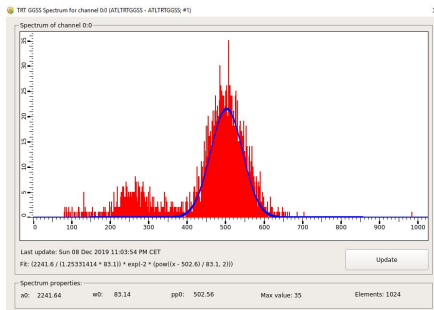 TRT GGSS Spectrum for channel 0:0 (ATLTRTGGSS - ATLTRTGGSS; #1)
Spectrum of channel 0:0
35
30
25
20
15
10
5
0
0 100 200 300 400 500 600 700 800 900 1000
Last update: Sun 08 Dec 2019 11:03:54 PM CET
Fit: (2241.6 / (1.25331414 * 83.1)) * exp(-2 * (pow((x - 502.6) / 83.1, 2)))
Update
Spectrum properties:
a0: 2241.64 w0: 83.14 pp0: 502.56 Max value: 35 Elements: 1024